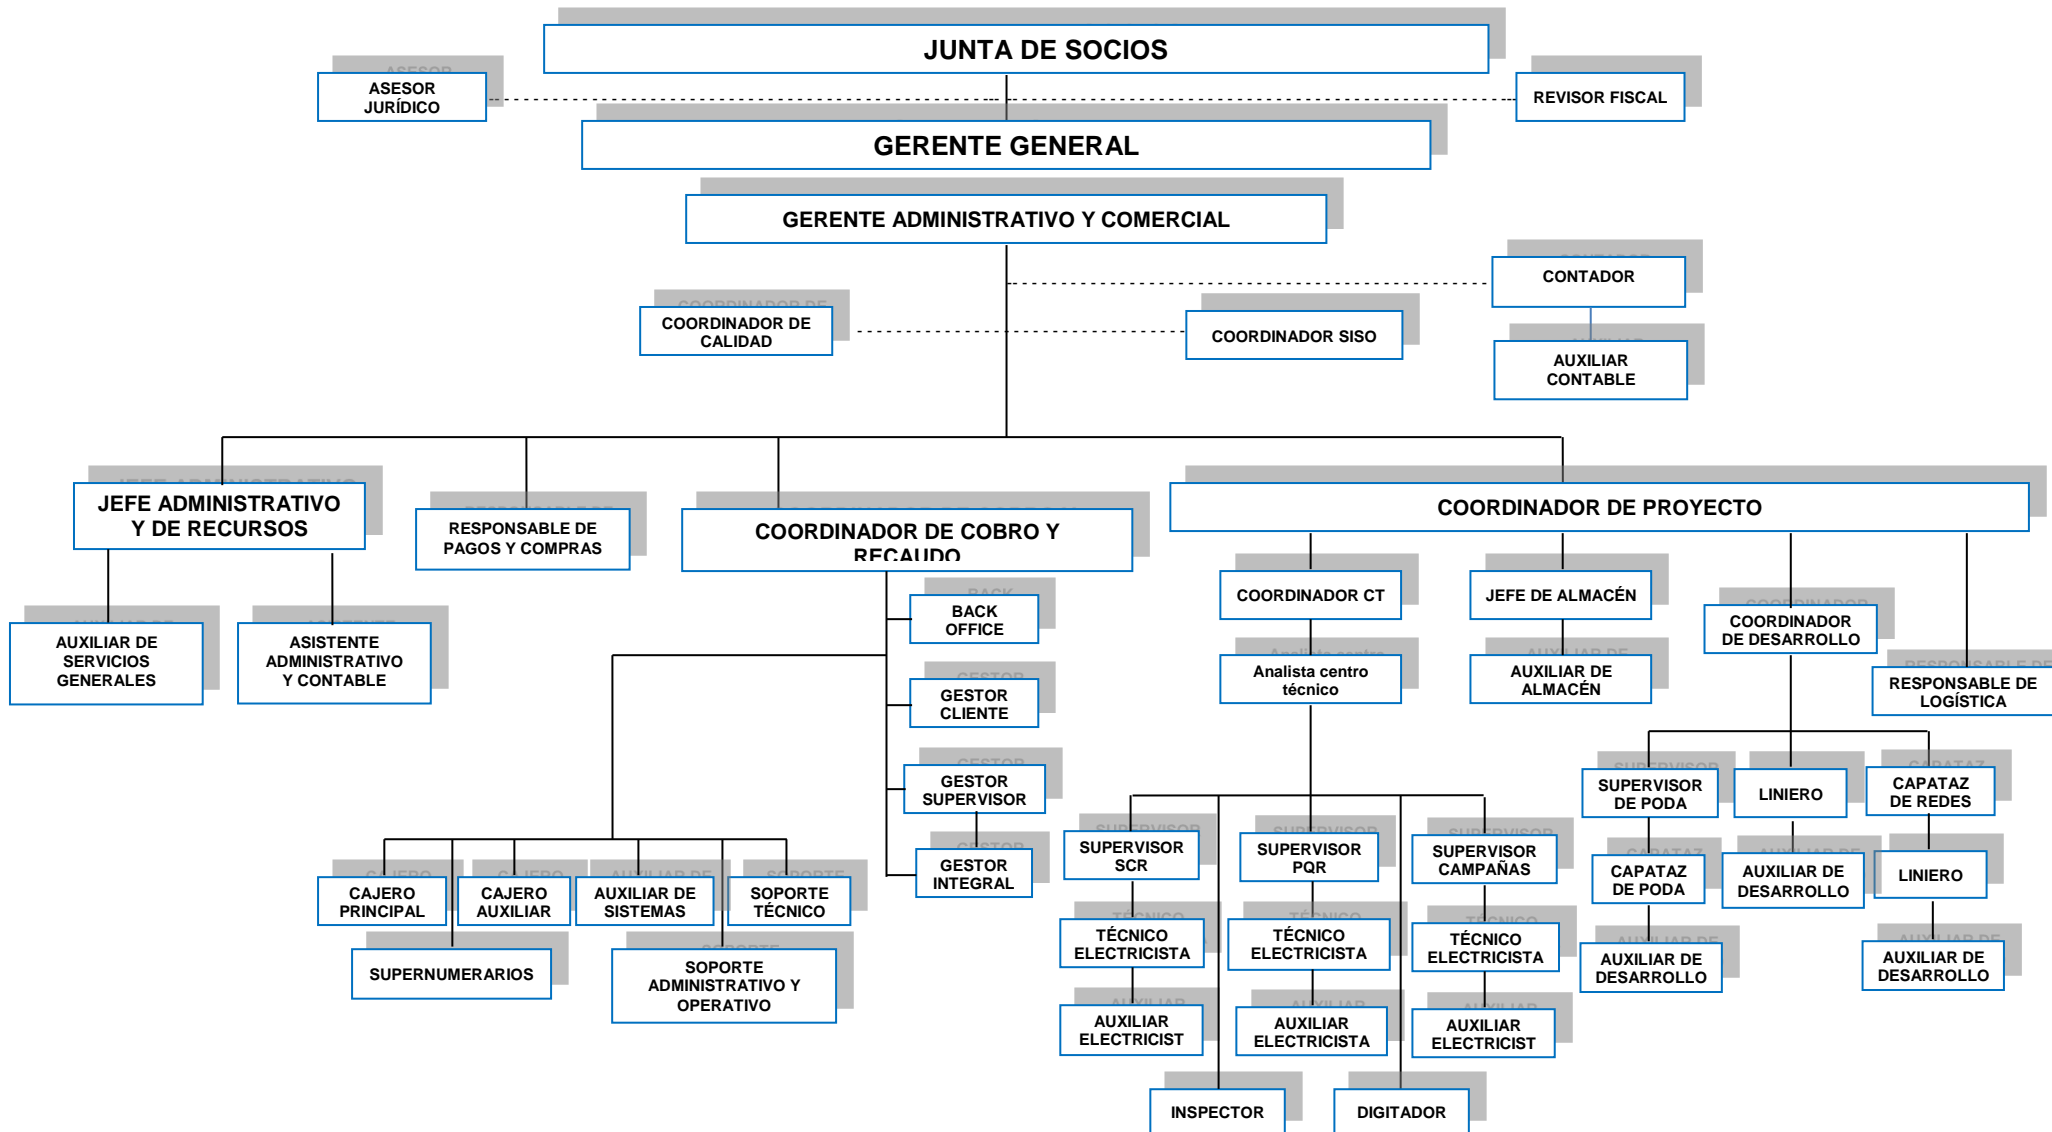 JUNTA DE SOCIOS
ASESOR
JURÍDICO
REVISOR FISCAL
GERENTE GENERAL
GERENTE ADMINISTRATIVO Y COMERCIAL
CONTADOR
COORDINADOR DE
CALIDAD
COORDINADOR SISO
AUXILIAR
CONTABLE
JEFE ADMINISTRATIVO
Y DE RECURSOS
RESPONSABLE DE
PAGOS Y COMPRAS
COORDINADOR DE COBRO Y
RECAUDO
COORDINADOR DE PROYECTO
AUXILIAR DE
SERVICIOS
GENERALES
ASISTENTE
ADMINISTRATIVO
Y CONTABLE
BACK
OFFICE
GESTOR
CLIENTE
GESTOR
SUPERVISOR
GESTOR
INTEGRAL
COORDINADOR CT
JEFE DE ALMACÉN
COORDINADOR
DE DESARROLLO
Analista centro
técnico
AUXILIAR DE
ALMACÉN
RESPONSABLE DE
LOGÍSTICA
CAJERO
PRINCIPAL
CAJERO
AUXILIAR
AUXILIAR DE
SISTEMAS
SOPORTE
TÉCNICO
SUPERNUMERARIOS
SOPORTE
ADMINISTRATIVO Y
OPERATIVO
SUPERVISOR
SCR
SUPERVISOR
PQR
SUPERVISOR
CAMPAÑAS
TÉCNICO
ELECTRICISTA
TÉCNICO
ELECTRICISTA
TÉCNICO
ELECTRICISTA
AUXILIAR
ELECTRICIST
AUXILIAR
ELECTRICISTA
AUXILIAR
ELECTRICIST
INSPECTOR
DIGITADOR
SUPERVISOR
DE PODA
LINIERO
CAPATAZ
DE REDES
CAPATAZ
DE PODA
AUXILIAR DE
DESARROLLO
LINIERO
AUXILIAR DE
DESARROLLO
AUXILIAR DE
DESARROLLO